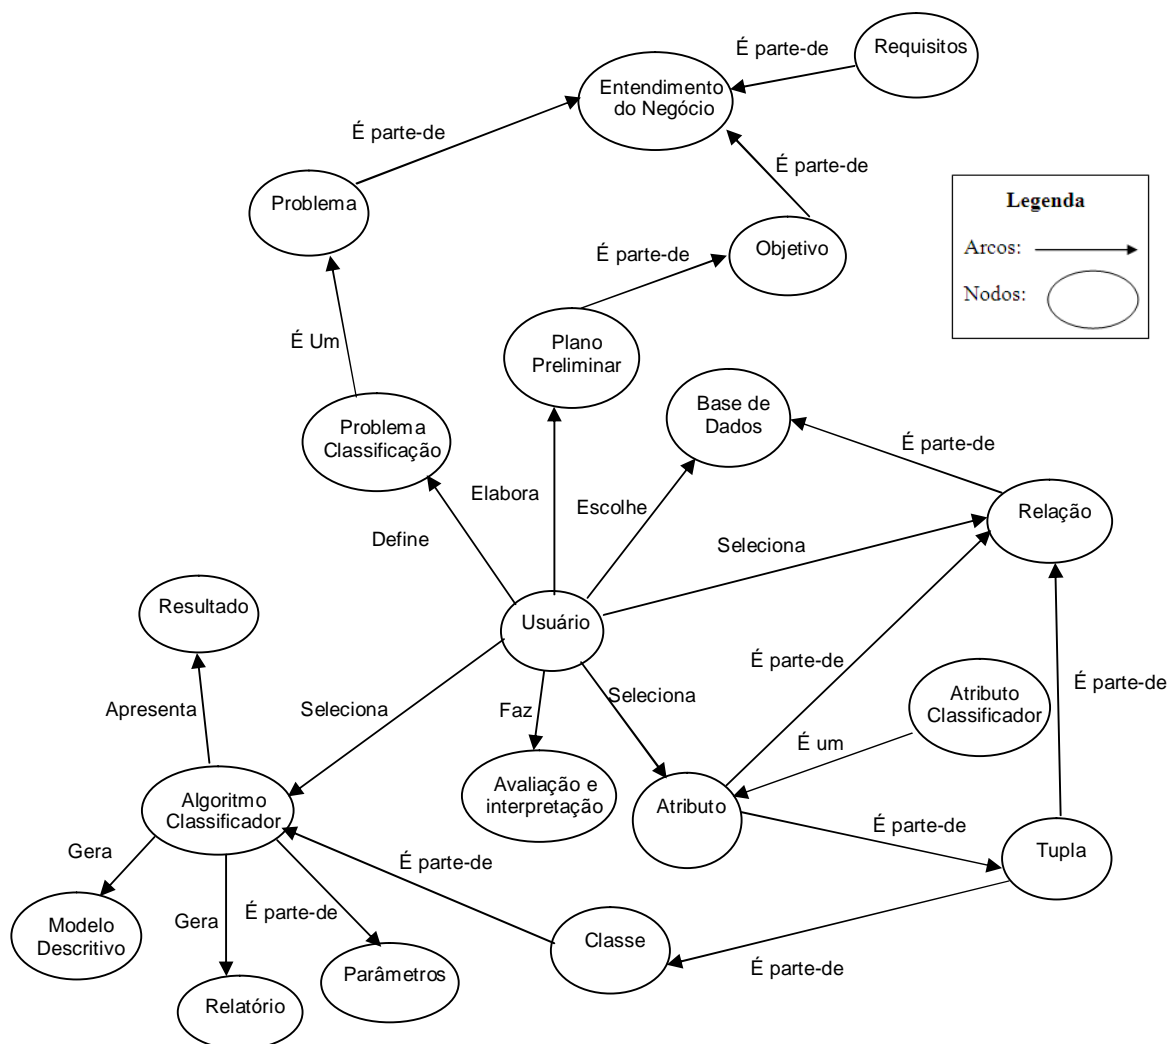 É parte-de
Requisitos
Entendimento
do Negócio
É parte-de
É parte-de
Problema
Legenda
Objetivo
Arcos:
É parte-de
Nodos:
É Um
Plano
Preliminar
Base de
Dados
Problema
Classificação
É parte-de
Elabora
Escolhe
Relação
Define
Seleciona
Resultado
Usuário
É parte-de
É parte-de
Atributo
Classificador
Apresenta
Seleciona
Faz
Seleciona
É um
Avaliação e
interpretação
Algoritmo
Classificador
Atributo
É parte-de
Gera
É parte-de
Tupla
Modelo
Descritivo
Gera
É parte-de
Classe
Parâmetros
É parte-de
Relatório